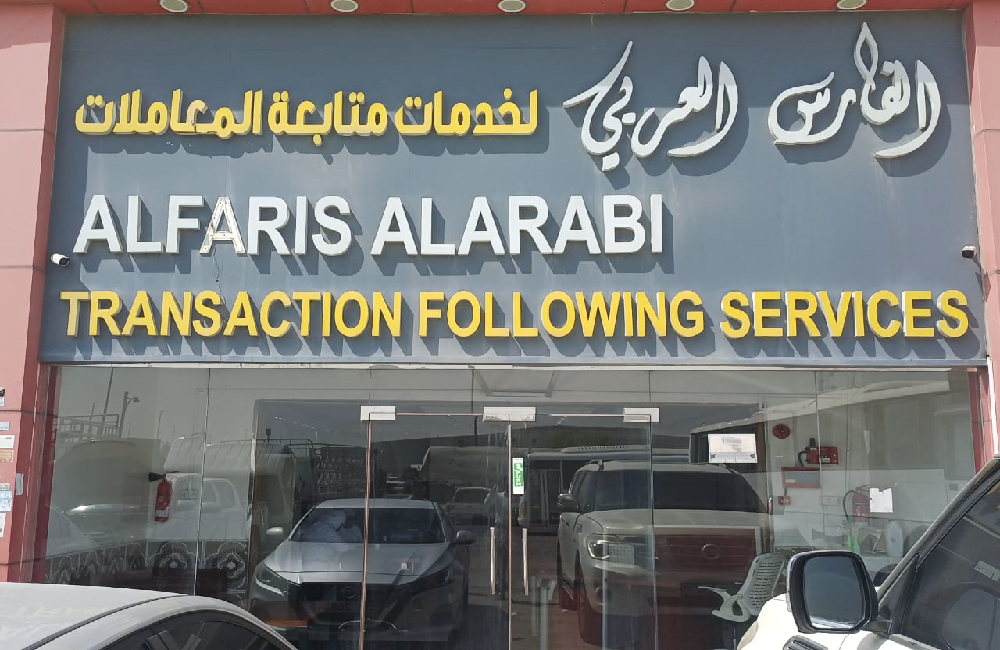 الفارس العربي لخدمات متابعة المعاملات
ALFARIS ALARABI
TRANSACTION FOLLOWING SERVICES